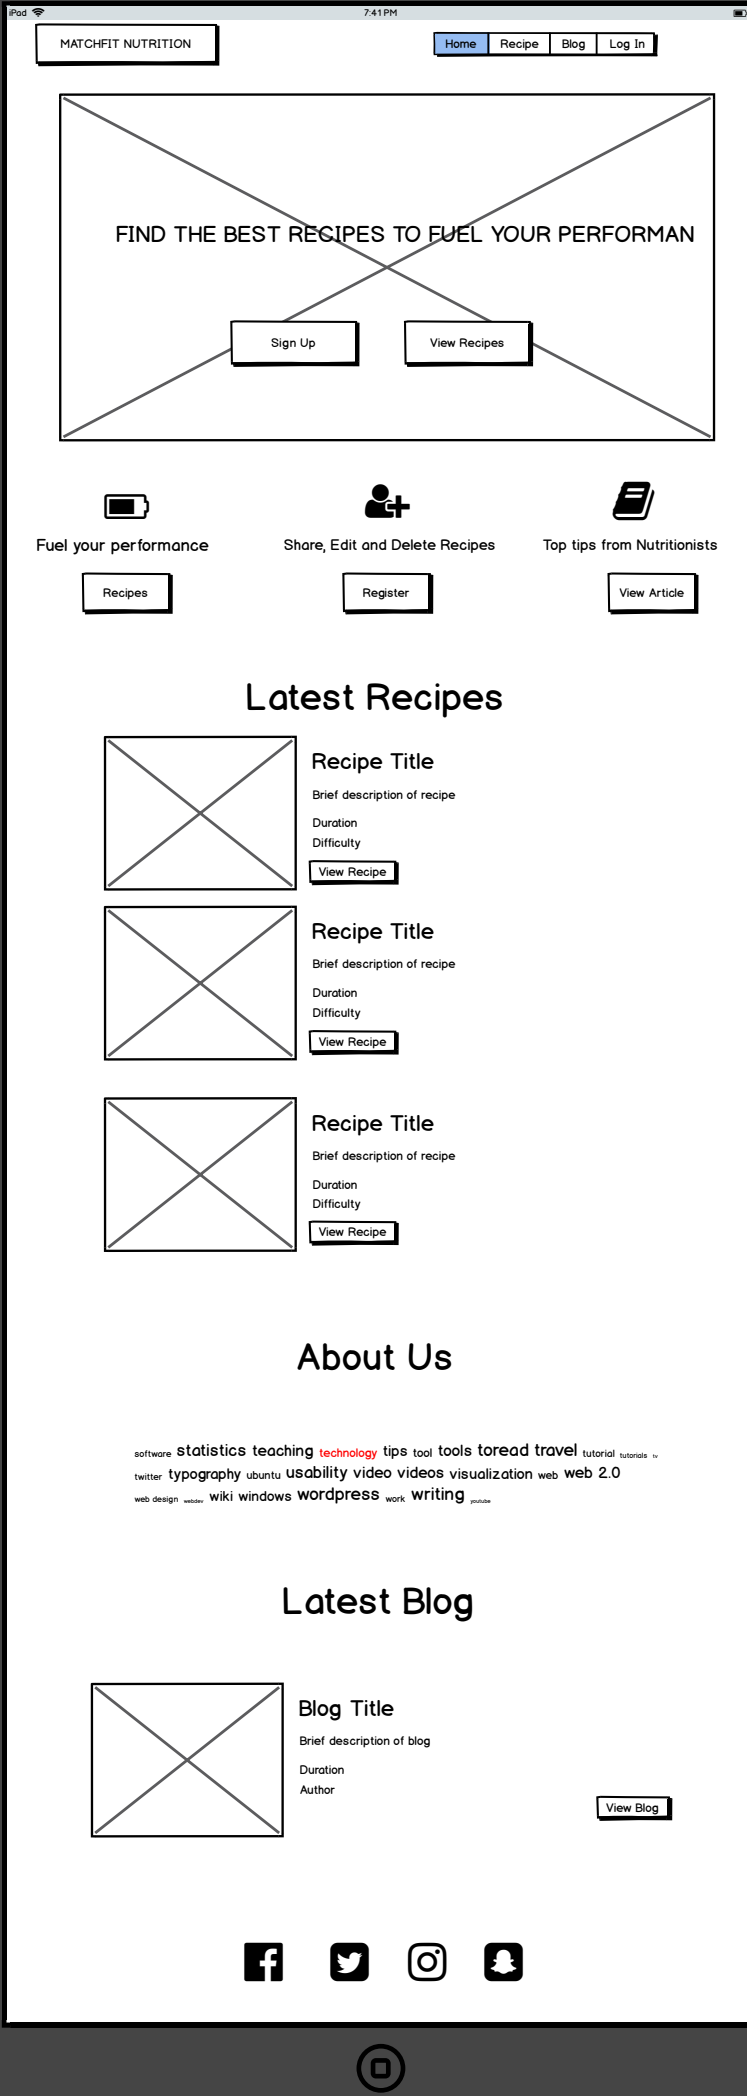 iPad 7:41 PM
MATCHFIT NUTRITION
Home Recipe Blog Log In
FIND THE BEST RECIPES TO FUEL YOUR PERFORMAN
Sign Up View Recipes
Fuel your performance Share, Edit and Delete Recipes Top tips from Nutritionists
Recipes Register View Article
Latest Recipes
Recipe Title
Brief description of recipe
Duration
Difficulty
View Recipe
Recipe Title
Brief description of recipe
Duration
Difficulty
View Recipe
Recipe Title
Brief description of recipe
Duration
Difficulty
View Recipe
About Us
software statistics teaching technology tips tool tools toread travel tutorial tutorials tv
twitter typography ubuntu usability video videos visualization web web 2.0
web design webdev wiki windows wordpress work writing youtube
Latest Blog
Blog Title
Brief description of blog
Duration
Author
View Blog